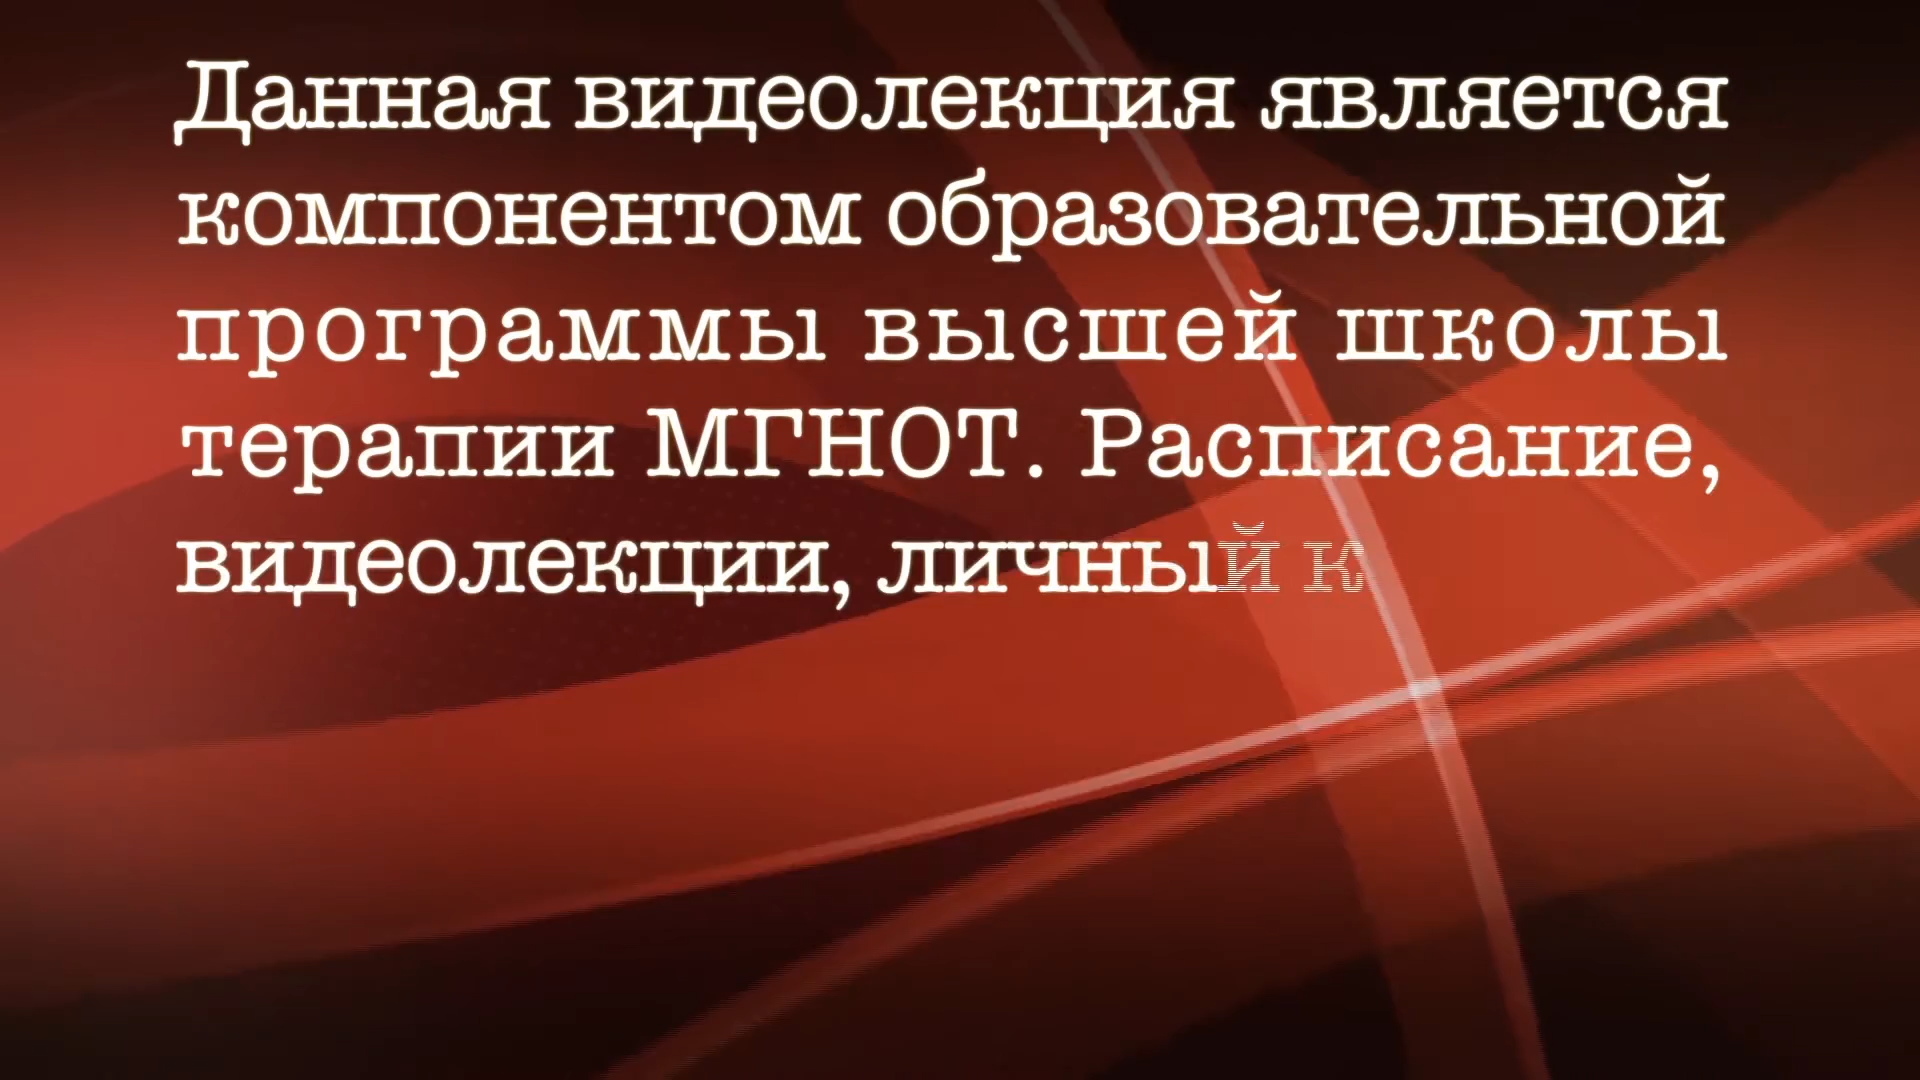 Данная видеолекция является
компонентом образовательной
программы высшей школы
терапии МГНОТ. Расписание,
видеолекции, личный к